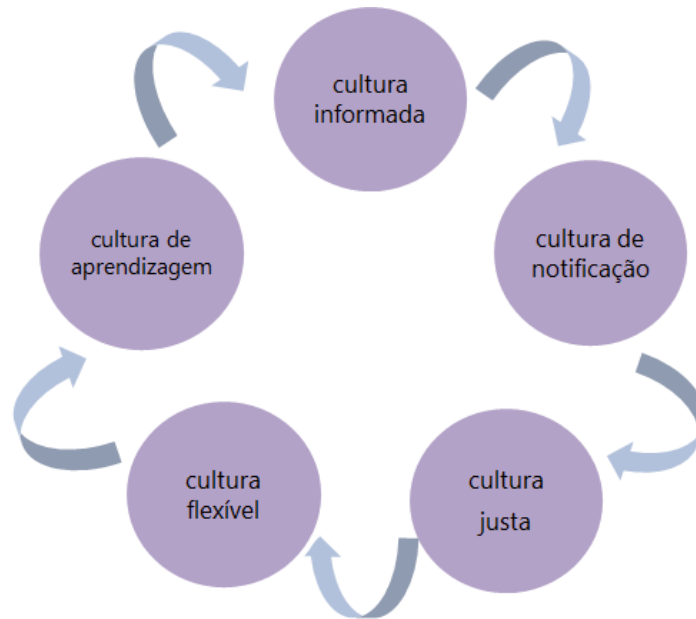 cultura
informada
cultura de
notificação
cultura
justa
cultura
flexível
cultura de
aprendizagem